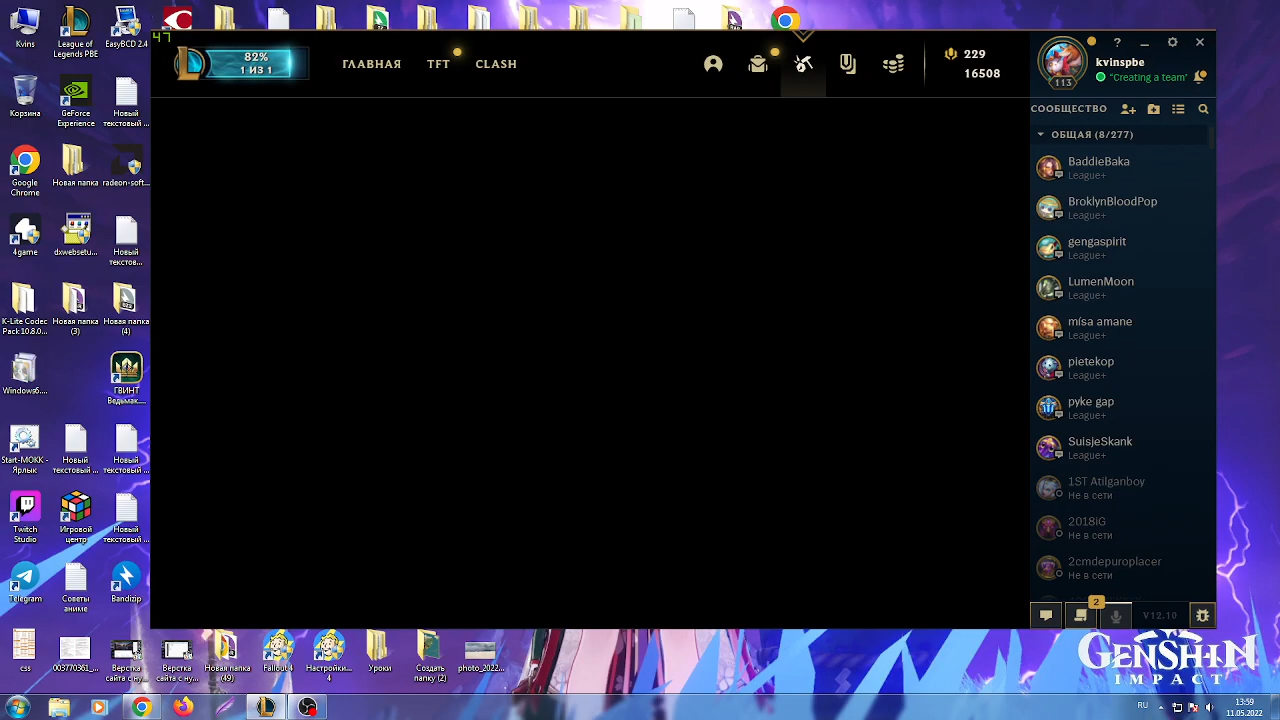 47
Kvins
League of Legends PBE
EasyBCD 2.4
82%
1 ИЗ 1
ГЛАВНАЯ
TFT
CLASH
229
16508
113
kvinspbe
"Creating a team"
СООБЩЕСТВО
ОБЩАЯ (8/277)
BaddieBaka
League+
BroklynBloodPop
League+
gengaspirit
League+
LumenMoon
League+
mísa amane
League+
pietekop
League+
pyke gap
League+
SuisjeSkank
League+
1ST Atilganboy
Не в сети
2018iG
Не в сети
2cmdepuroplacer
Не в сети
2
V12.10
Корзина
GeForce Experience
Новый текстовый ...
Google Chrome
Новая папка (2)
radeon-soft...
4game
dxwebsetu...
Новый текстов...
K-Lite Codec Pack 10.8.0...
Новая папка (3)
Новая папка (4)
Windows6....
ГВИНТ Ведьмак....
Start-МОКК - Ярлык
Новый текстовый ...
Новый текстовый ...
Twitch Studio
Игровой центр
Новый текстовый ...
Telegram
Советы аниме
Bandizip
css
003770361_...
Верстка сайта с ну...
Верстка сайта с ну...
Новая папка (49)
Fallout 4
Настройки... 4
Уроки
Создать папку (2)
photo_2022...
GENSHIN
IMPACT
RU
13:59
11.05.2022